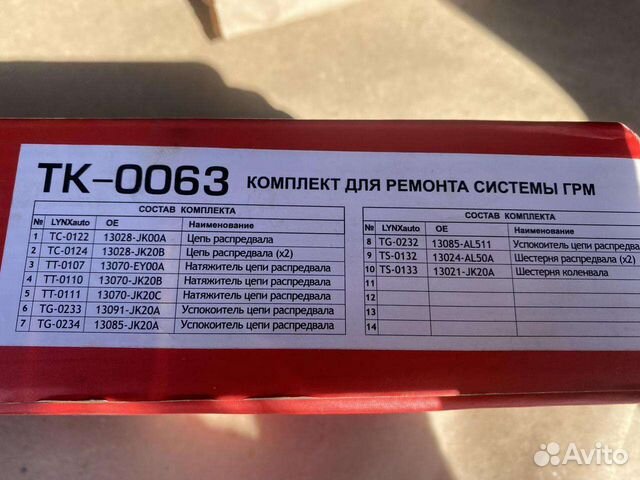 TK-0063 КОМПЛЕКТ ДЛЯ РЕМОНТА СИСТЕМЫ ГРМ
СОСТАВ КОМПЛЕКТА
№ LYNXauto OE Наименование
1 TC-0122 13028-JK00A Цепь распредвала
2 TC-0124 13028-JK20B Цепь распредвала (x2)
3 TT-0107 13070-EY00A Натяжитель цепи распредвала
4 TT-0110 13070-JK20B Натяжитель цепи распредвала
5 TT-0111 13070-JK20C Натяжитель цепи распредвала
6 TG-0233 13091-JK20A Успокоитель цепи распредвала
7 TG-0234 13085-JK20A Успокоитель цепи распредвала
СОСТАВ КОМПЛЕКТА
№ LYNXauto OE Наименование
8 TG-0232 13085-AL511 Успокоитель цепи распредвала
9 TS-0132 13024-AL50A Шестерня распредвала (x2)
10 TS-0133 13021-JK20A Шестерня коленвала
11
12
13
14
Avito